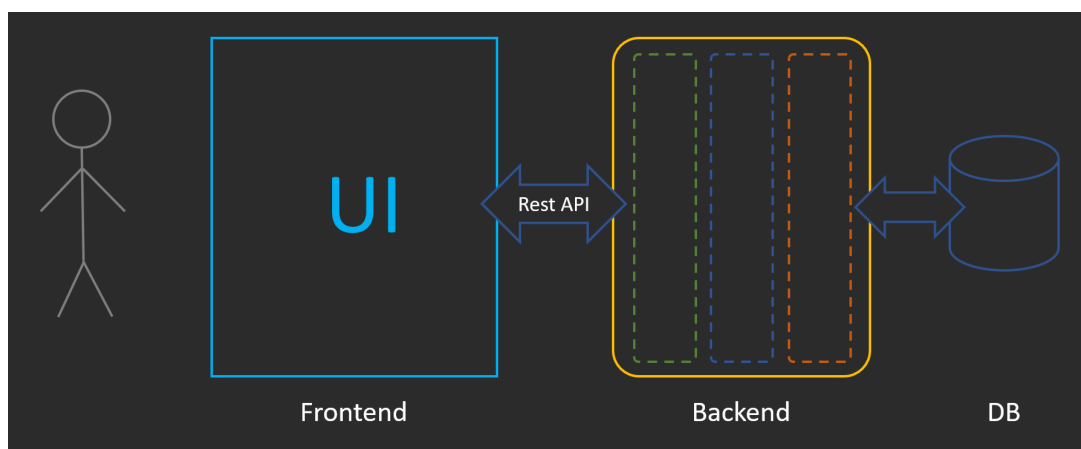 UI
Rest API
Frontend
Backend
DB